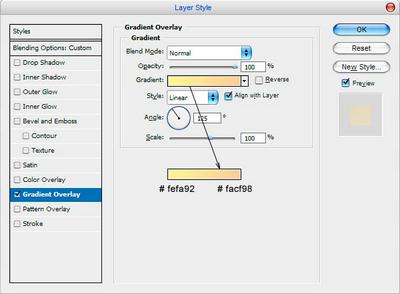 Layer Style
Styles
Blending Options: Custom
Drop Shadow
Inner Shadow
Outer Glow
Inner Glow
Bevel and Emboss
Contour
Texture
Satin
Color Overlay
Gradient Overlay
Pattern Overlay
Stroke
Gradient Overlay
Gradient
Blend Mode: Normal
Opacity: 100 %
Gradient: Reverse
Style: Linear Align with Layer
Angle: °
Scale: 100 %
# fefa92 # facf98
OK
Reset
New Style...
Preview